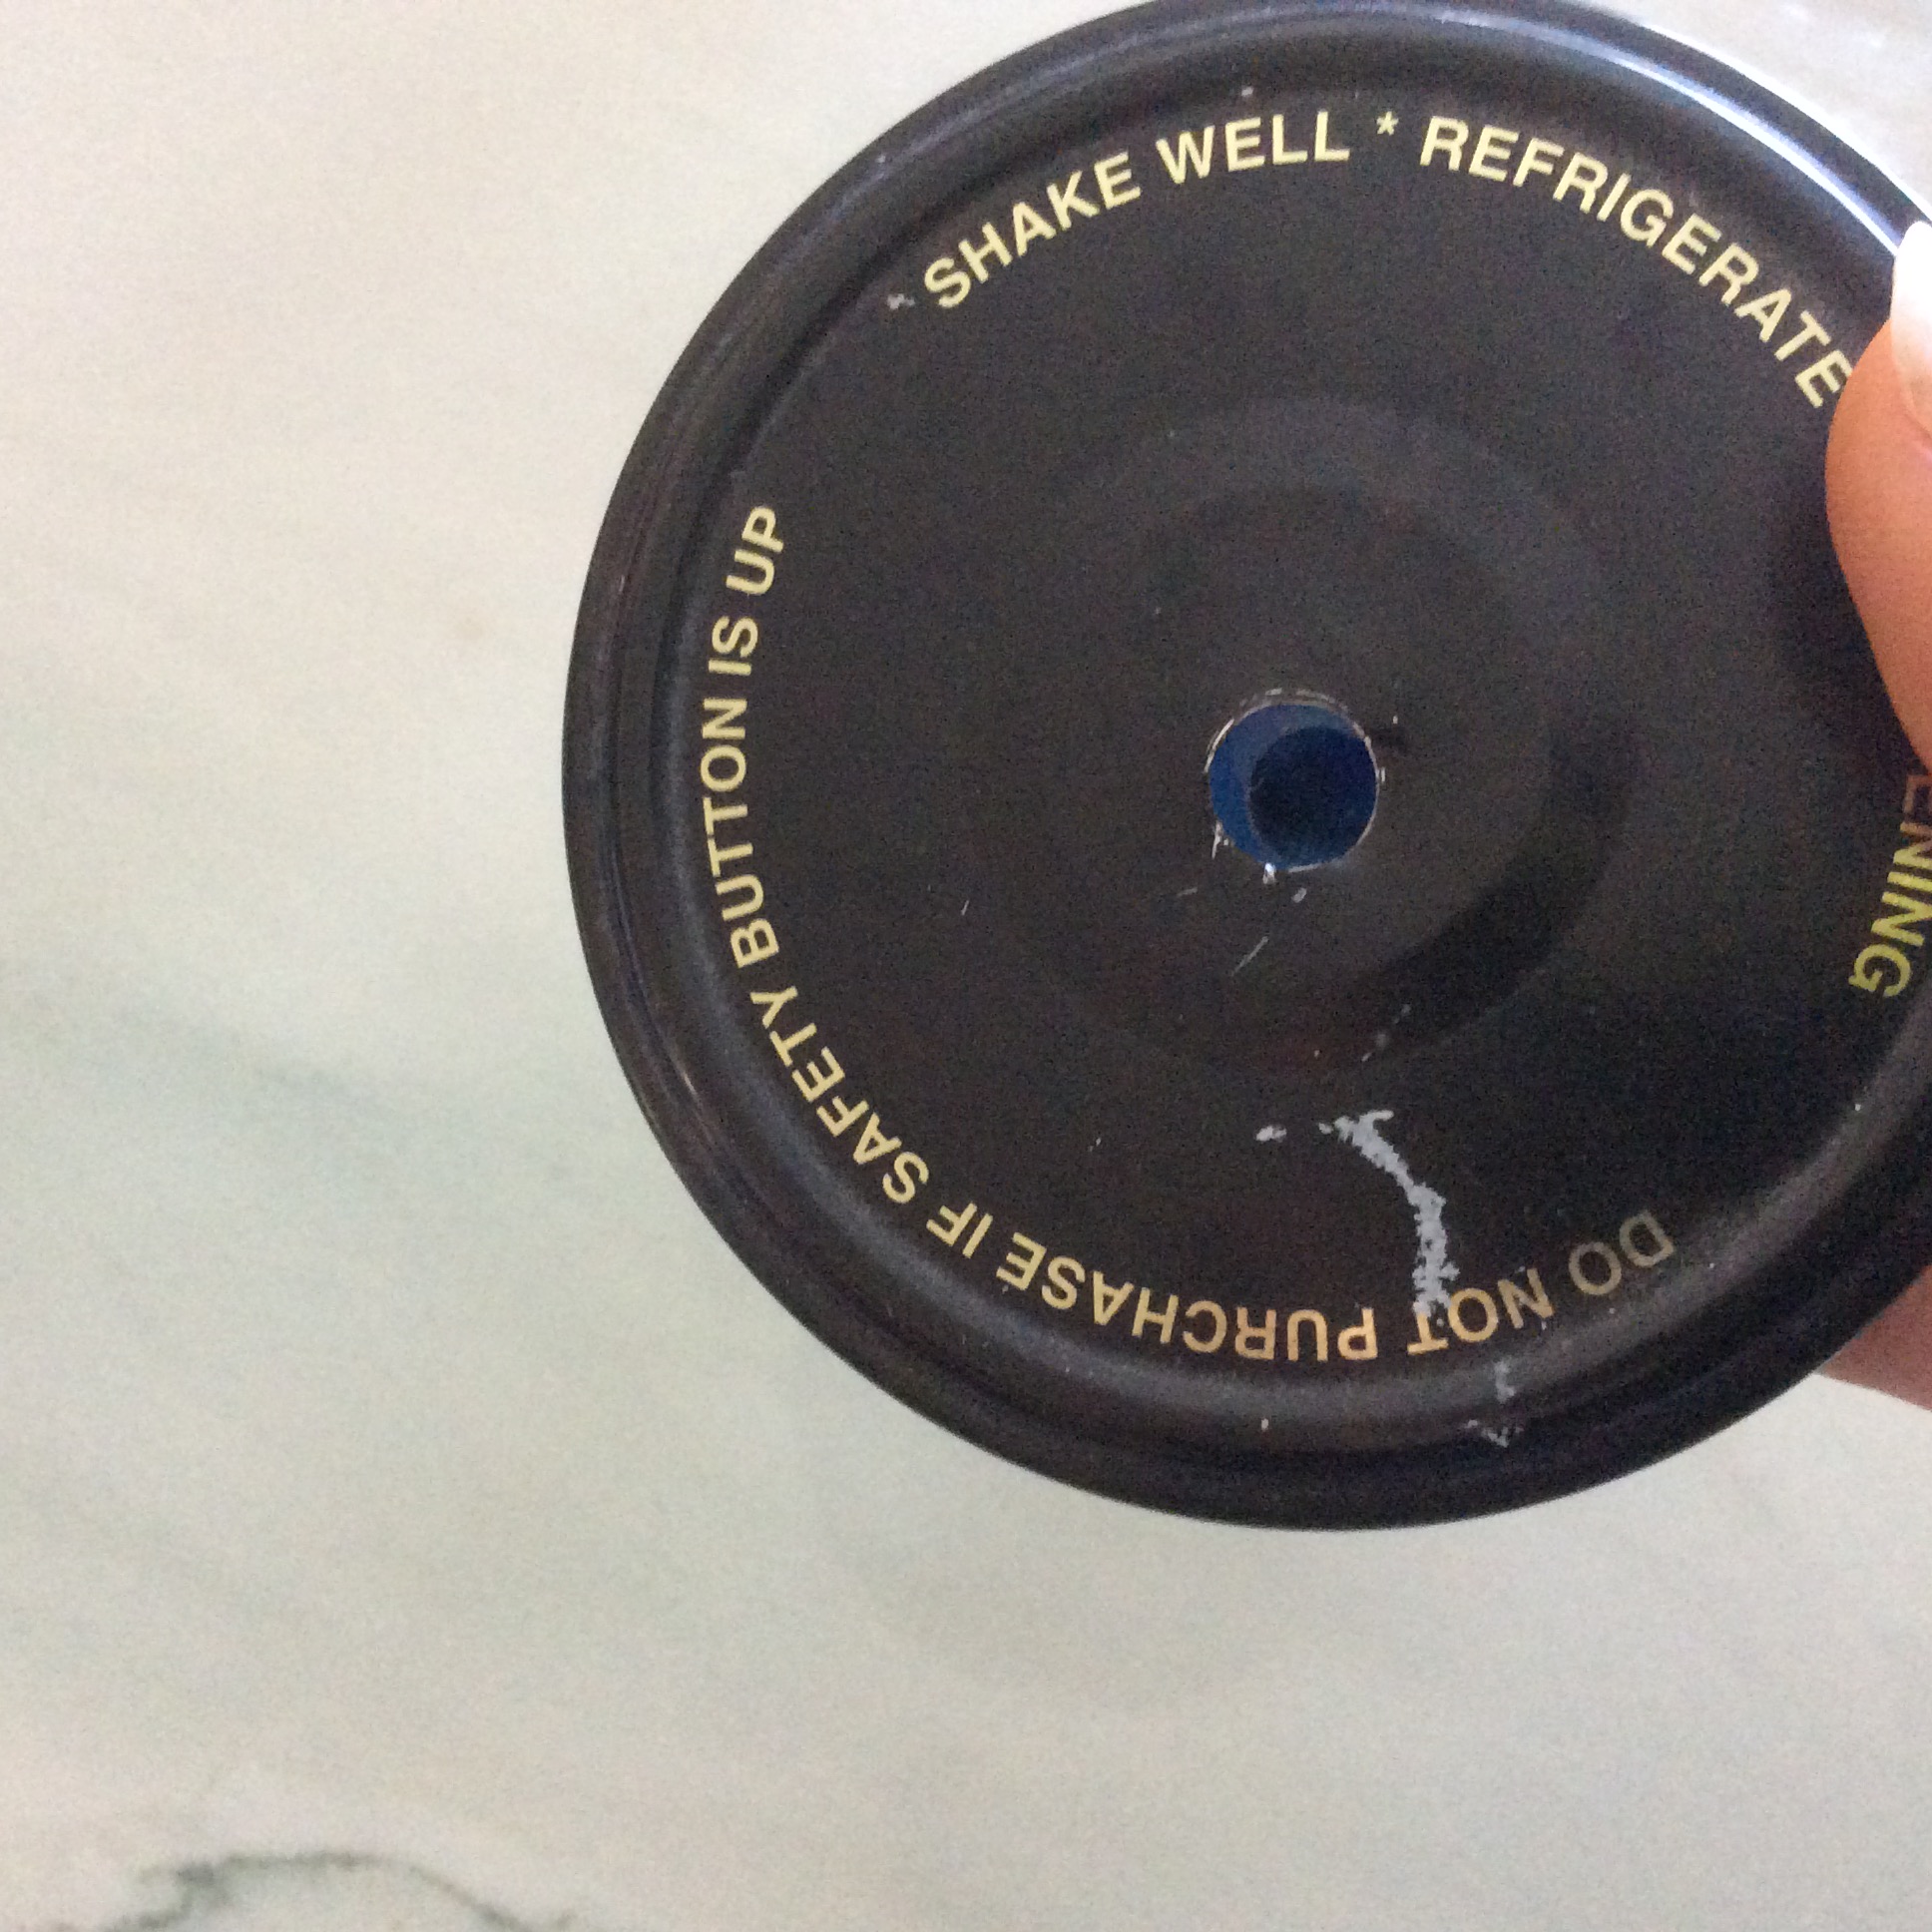 SHAKE WELL * REFRIGERATE
DO NOT PURCHASE IF SAFETY BUTTON IS UP